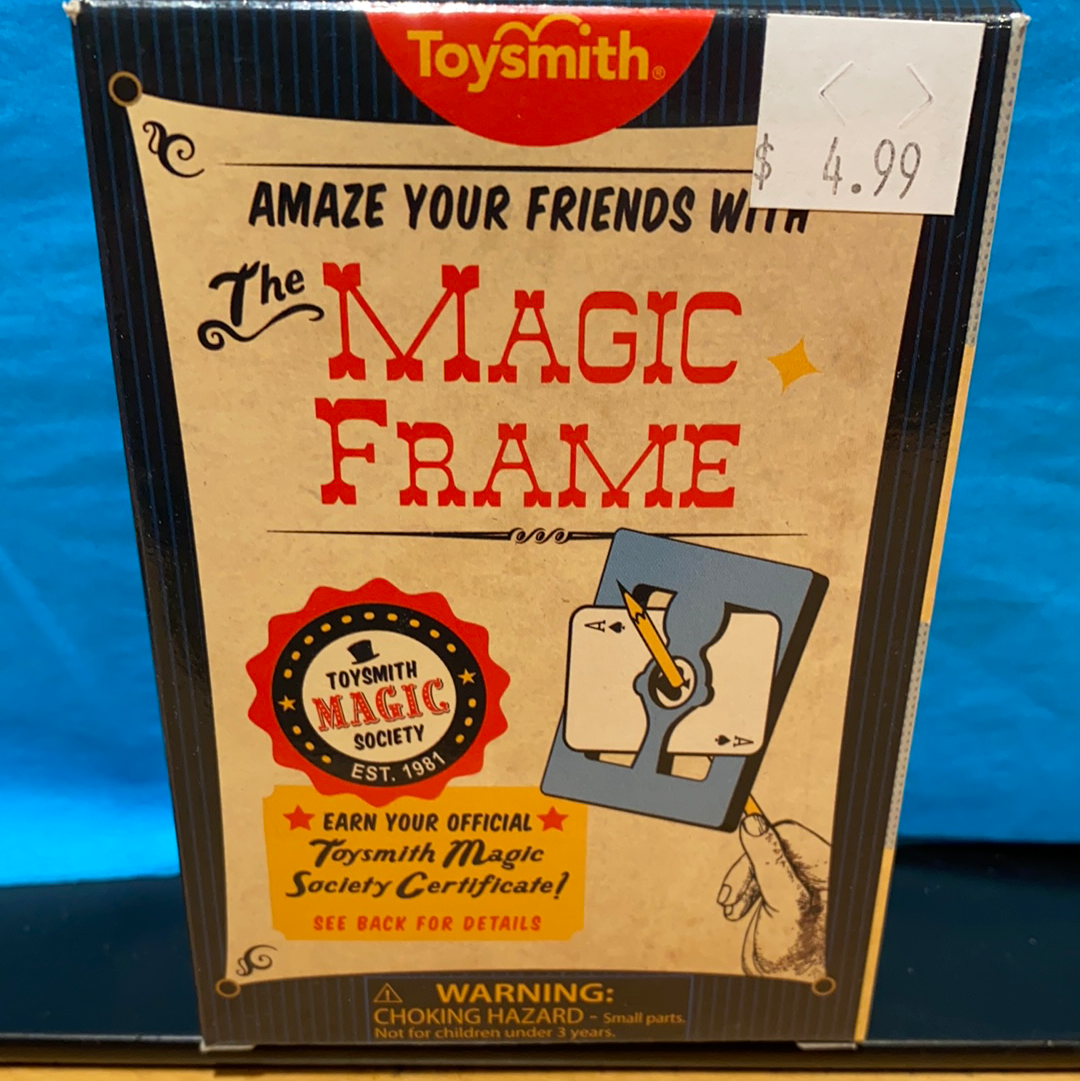 Toysmith®
$ 4.99
AMAZE YOUR FRIENDS WITH
The
MAGIC
FRAME
A
A
TOYSMITH
MAGIC
SOCIETY
EST. 1981
EARN YOUR OFFICIAL
Toysmith Magic
Society Certificate!
SEE BACK FOR DETAILS
WARNING:
CHOKING HAZARD - Small parts.
Not for children under 3 years.